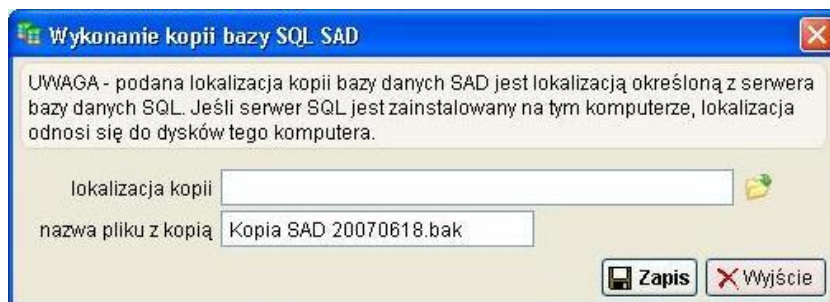 Wykonanie kopii bazy SQL SAD
UWAGA - podana lokalizacja kopii bazy danych SAD jest lokalizacją określoną z serwera
bazy danych SQL. Jeśli serwer SQL jest zainstalowany na tym komputerze, lokalizacja
odnosi się do dysków tego komputera.
lokalizacja kopii
nazwa pliku z kopią Kopia SAD 20070618.bak
Zapis Wyjście